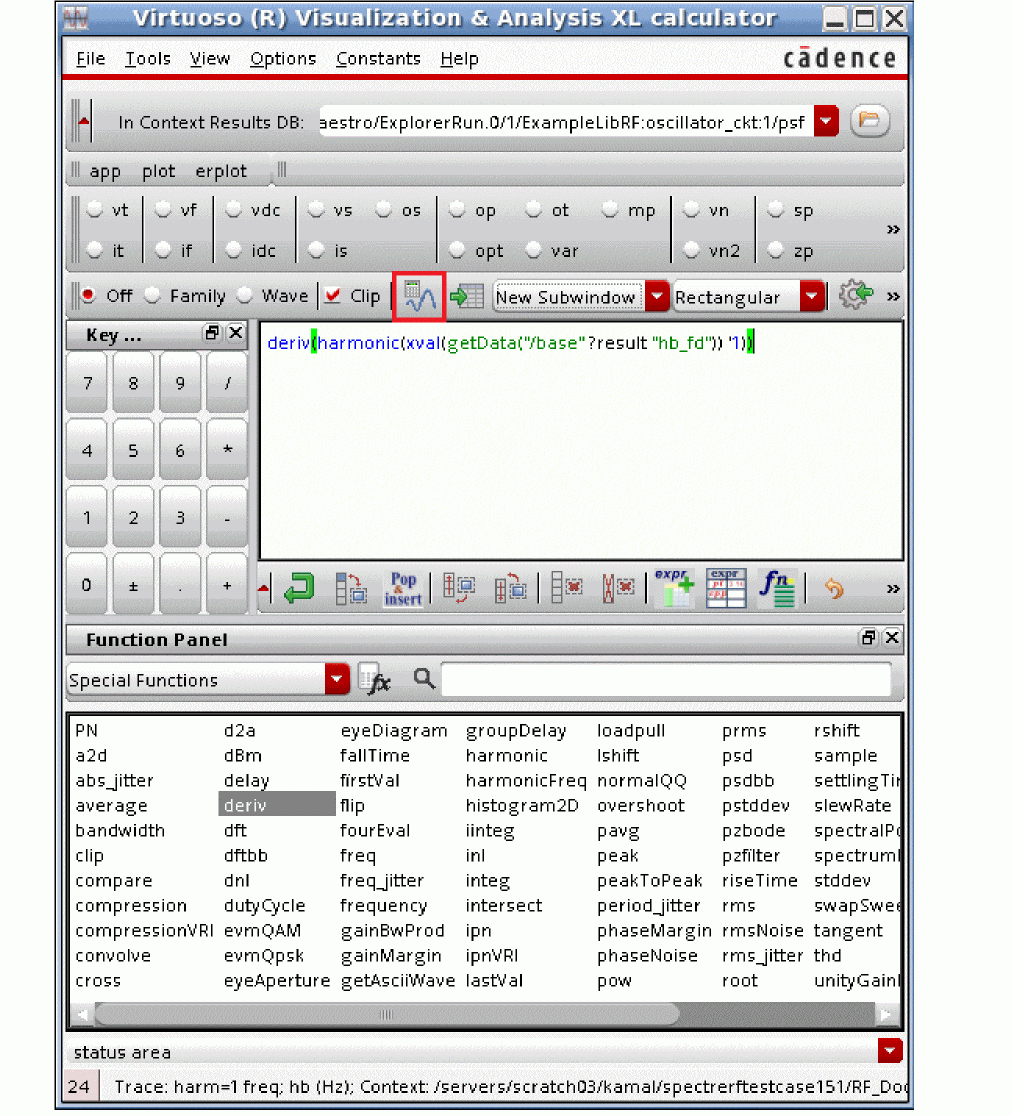 Virtuoso (R) Visualization & Analysis XL calculator
File Tools View Options Constants Help cādence
In Context Results DB: aestro/ExplorerRun.0/1/ExampleLibRF:oscillator_ckt:1/psf
app plot erplot
vt vf vdc vs os op ot mp vn sp »
it if idc is opt var vn2 zp
Off Family Wave Clip New Subwindow Rectangular »
Key ...
deriv(harmonic(xval(getData("/base"?result "hb_fd")) '1))
7 8 9 /
4 5 6 *
1 2 3 -
0 ± . +
Pop & insert expr expr fn »
Function Panel
Special Functions fx
PN d2a eyeDiagram groupDelay loadpull prms rshift
a2d dBm fallTime harmonic lshift psd sample
abs_jitter delay firstVal harmonicFreq normalQQ psdbb settlingTi
average deriv flip histogram2D overshoot pstddev slewRate
bandwidth dft fourEval iinteg pavg pzbode spectralPo
clip dftbb freq inl peak pzfilter spectrum
compare dnl freq_jitter integ peakToPeak riseTime stddev
compression dutyCycle frequency intersect period_jitter rms swapSwee
compressionVRI evmQAM gainBwProd ipn phaseMargin rmsNoise tangent
convolve evmQpsk gainMargin ipnVRI phaseNoise rms_jitter thd
cross eyeAperture getAsciiWave lastVal pow root unityGain
status area
24 Trace: harm=1 freq; hb (Hz); Context: /servers/scratch03/kamal/spectrerftestcase151/RF_Doc